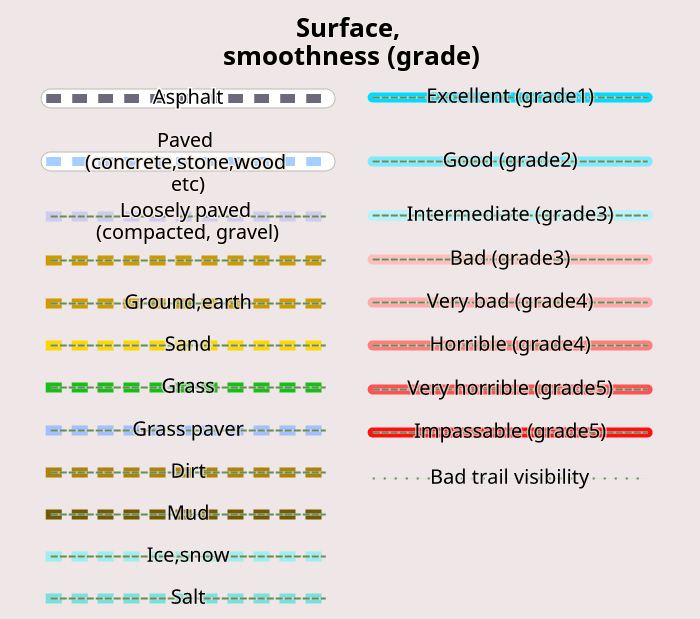 Surface,
smoothness (grade)
Asphalt
Paved
(concrete,stone,wood
etc)
Loosely paved
(compacted, gravel)
Ground,earth
Sand
Grass
Grass paver
Dirt
Mud
Ice,snow
Salt
Excellent (grade1)
Good (grade2)
Intermediate (grade3)
Bad (grade3)
Very bad (grade4)
Horrible (grade4)
Very horrible (grade5)
Impassable (grade5)
Bad trail visibility